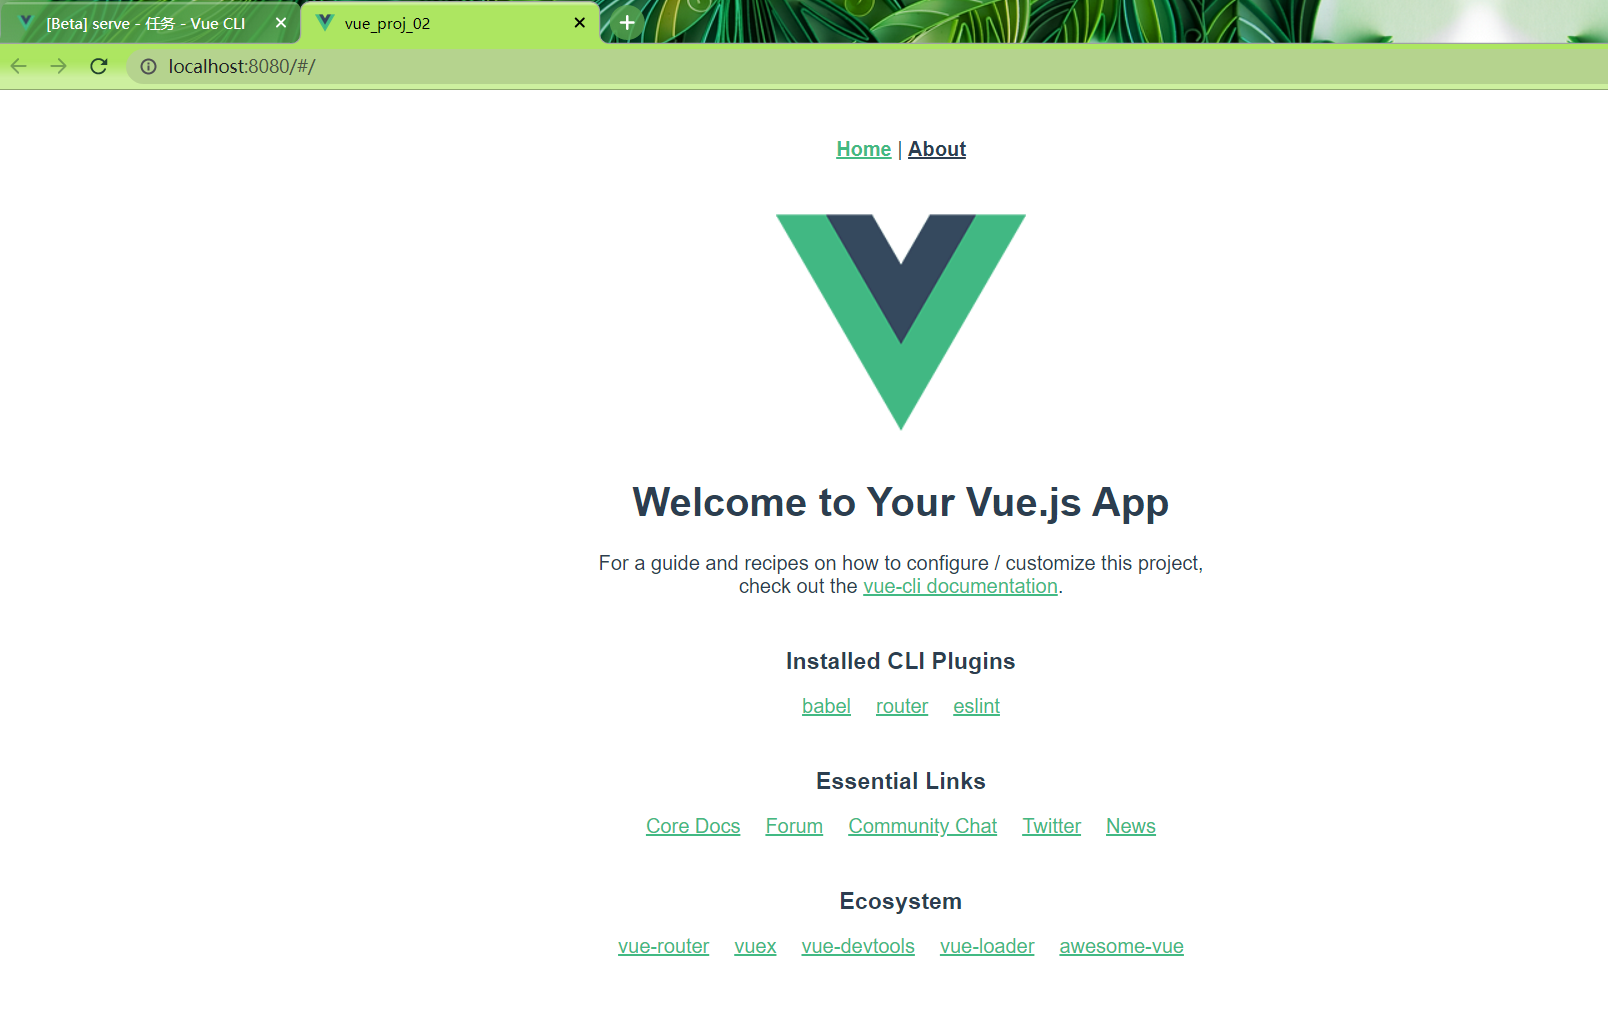 [Beta] serve - 任务 - Vue CLI
vue_proj_02
localhost:8080/#/
Home | About
Welcome to Your Vue.js App
For a guide and recipes on how to configure / customize this project,
check out the vue-cli documentation.
Installed CLI Plugins
babel router eslint
Essential Links
Core Docs Forum Community Chat Twitter News
Ecosystem
vue-router vuex vue-devtools vue-loader awesome-vue